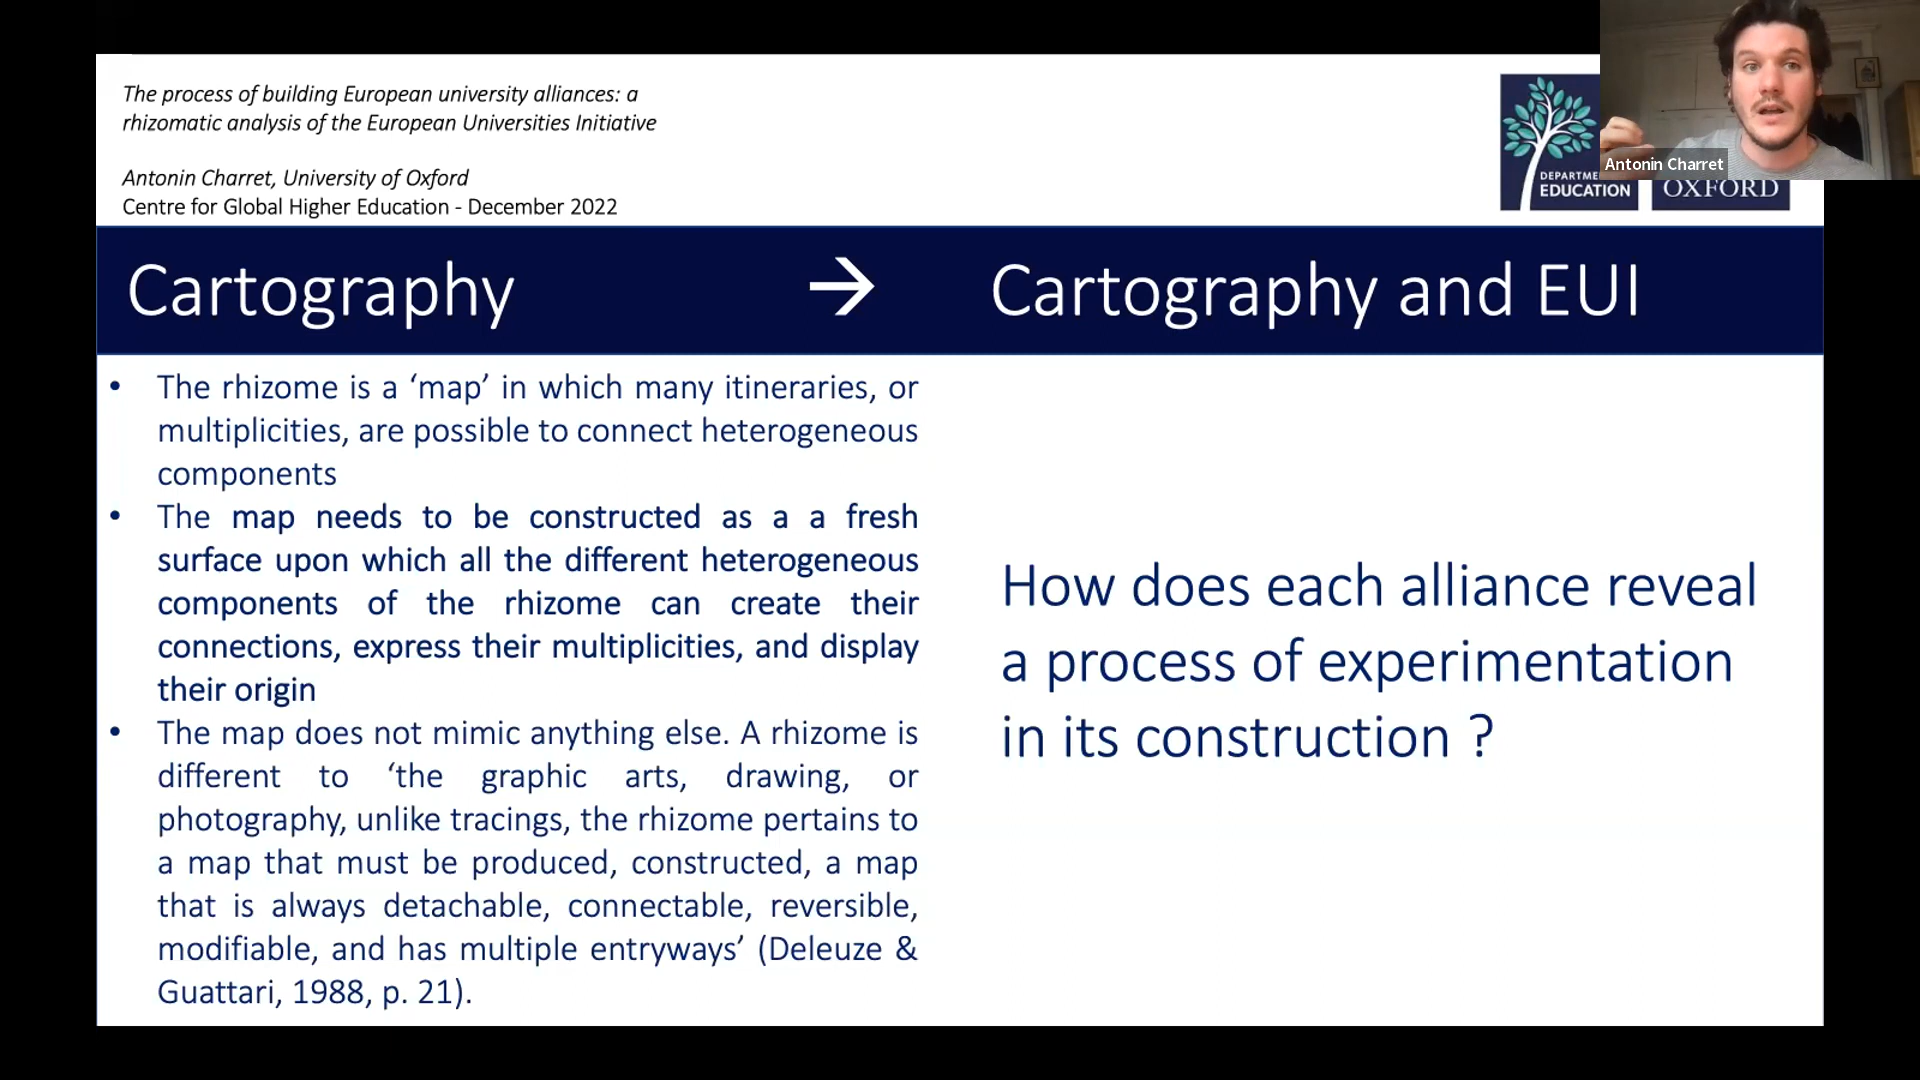 The process of building European university alliances: a
rhizomatic analysis of the European Universities Initiative
Antonin Charret, University of Oxford
Centre for Global Higher Education - December 2022
EDUCATION
OXFORD
Antonin Charret
Cartography → Cartography and EUI
• The rhizome is a ‘map’ in which many itineraries, or
multiplicities, are possible to connect heterogeneous
components
• The map needs to be constructed as a a fresh
surface upon which all the different heterogeneous
components of the rhizome can create their
connections, express their multiplicities, and display
their origin
• The map does not mimic anything else. A rhizome is
different to ‘the graphic arts, drawing, or
photography, unlike tracings, the rhizome pertains to
a map that must be produced, constructed, a map
that is always detachable, connectable, reversible,
modifiable, and has multiple entryways’ (Deleuze &
Guattari, 1988, p. 21).
How does each alliance reveal
a process of experimentation
in its construction ?